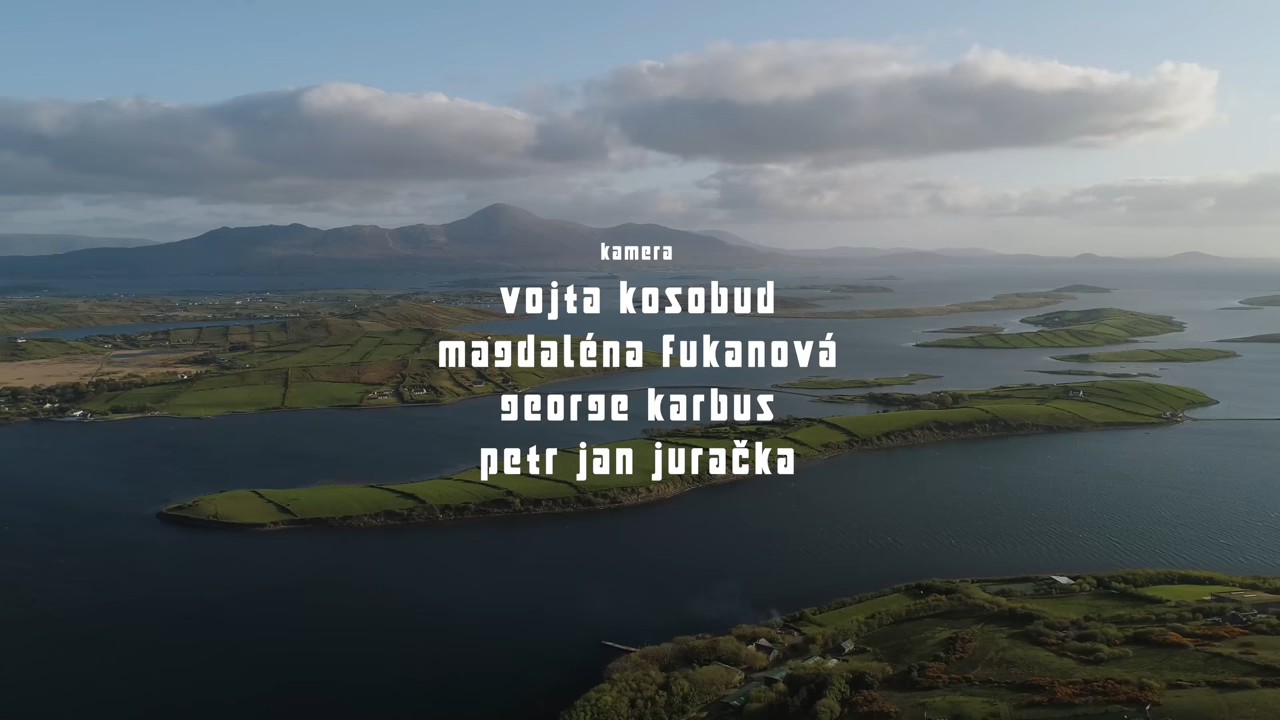 kamera
vojta kosobud
magdaléna fukanová
george karbus
petr jan juračka